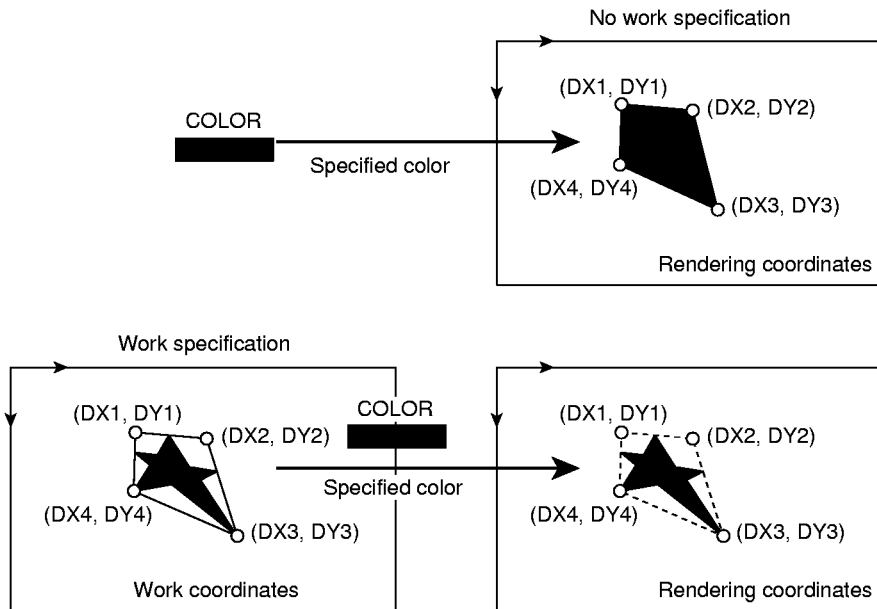 No work specification
(DX1, DY1)
(DX2, DY2)
COLOR
Specified color
(DX4, DY4)
(DX3, DY3)
Rendering coordinates
Work specification
(DX1, DY1)
(DX2, DY2)
(DX4, DY4)
(DX3, DY3)
Work coordinates
COLOR
Specified color
(DX1, DY1)
(DX2, DY2)
(DX4, DY4)
(DX3, DY3)
Rendering coordinates